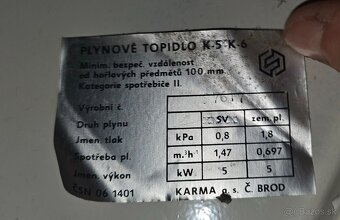 PLYNOVÉ TOPIDLO K-5 K-6
Minim. bezpeč. vzdálenost
od hořlavých předmětů 100 mm.
Kategorie spotřebiče II.
Výrobní č.
Druh plynu SV zem. pl.
Jmen. tlak kPa 0,8 1,8
Spotřeba pl. m³h⁻¹ 1,47 0,697
Jmen. výkon kW 5 5
ČSN 06 1401 KARMA a. s. Č. BROD